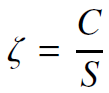 ζ = C/S